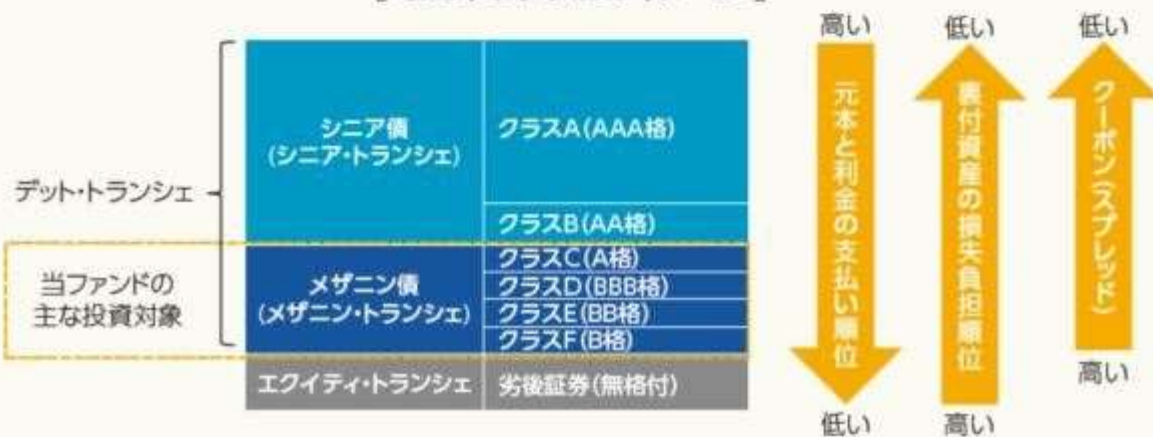 デット・トランシェ
当ファンドの
主な投資対象
シニア債
(シニア・トランシェ)
クラスA(AAA格)
クラスB(AA格)
メザニン債
(メザニン・トランシェ)
クラスC(A格)
クラスD(BBB格)
クラスE(BB格)
クラスF(B格)
エクイティ・トランシェ
劣後証券(無格付)
高い
元本と利金の支払い順位
低い
低い
裏付資産の損失負担順位
高い
低い
クーポン(スプレッド)
高い